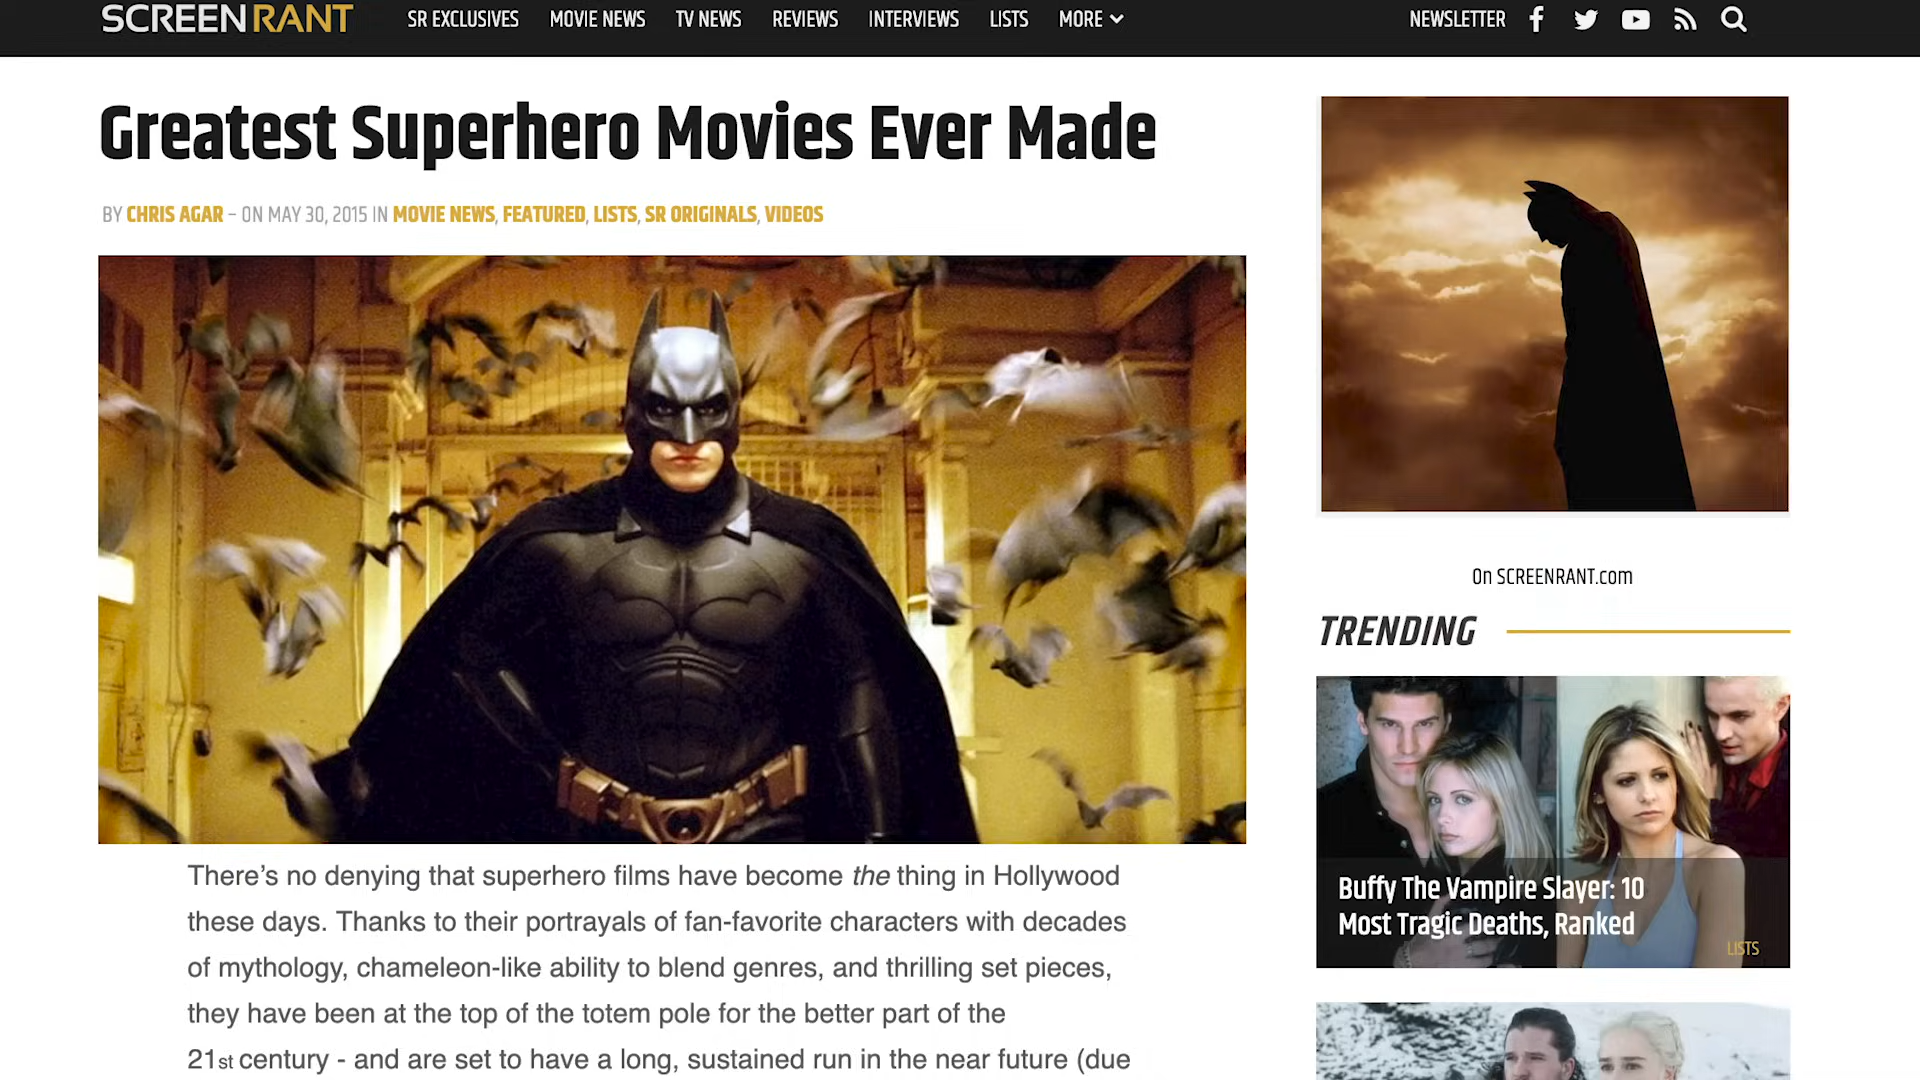 SCREENRANT
SR EXCLUSIVES MOVIE NEWS TV NEWS REVIEWS INTERVIEWS LISTS MORE
NEWSLETTER
Greatest Superhero Movies Ever Made
BY CHRIS AGAR – ON MAY 30, 2015 IN MOVIE NEWS, FEATURED, LISTS, SR ORIGINALS, VIDEOS
There’s no denying that superhero films have become the thing in Hollywood
these days. Thanks to their portrayals of fan-favorite characters with decades
of mythology, chameleon-like ability to blend genres, and thrilling set pieces,
they have been at the top of the totem pole for the better part of the
21st century - and are set to have a long, sustained run in the near future (due
On SCREENRANT.com
TRENDING
Buffy The Vampire Slayer: 10
Most Tragic Deaths, Ranked
LISTS